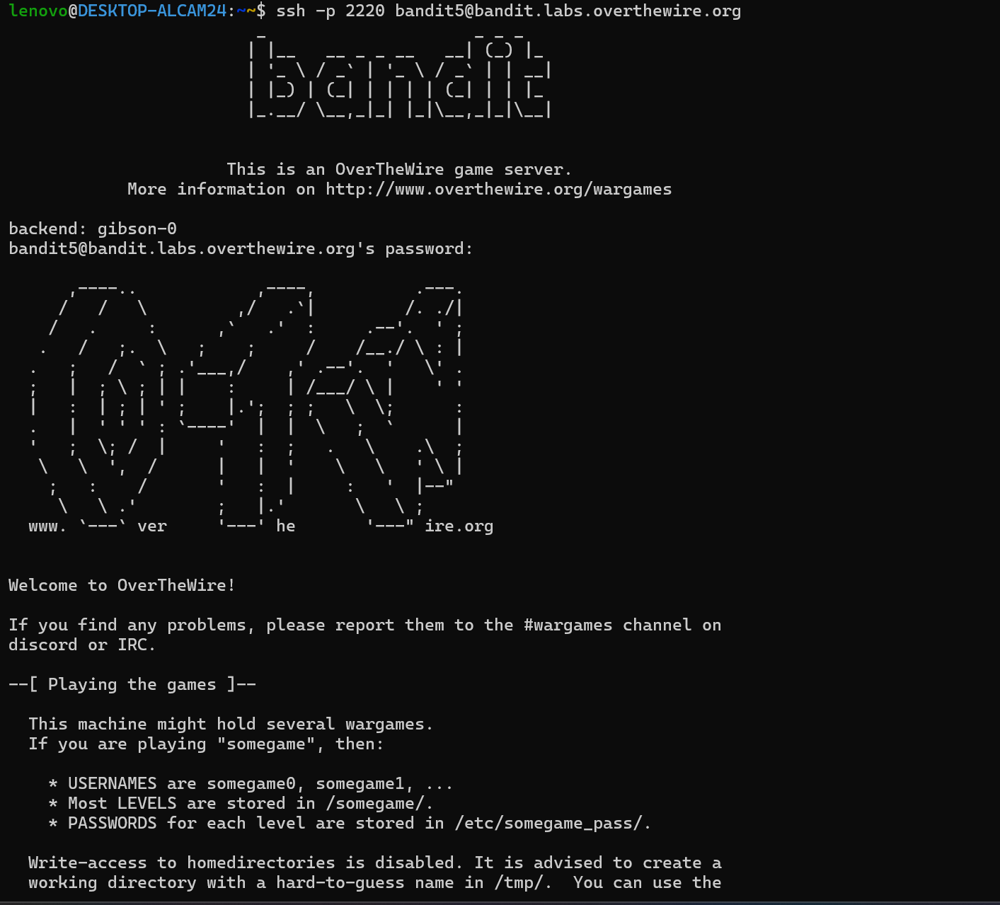 lenovo@DESKTOP-ALCAM24:~~$ ssh -p 2220 bandit5@bandit.labs.overthewire.org
                         _                     _ _ _
                        | |__   __ _ _ __   __| (_) |_
                        | '_ \ / _` | '_ \ / _` | | __|
                        | |_) | (_| | | | | (_| | | |_
                        |_.__/ \__,_|_| |_|\__,_|_|\__|
                      This is an OverTheWire game server.
            More information on http://www.overthewire.org/wargames
backend: gibson-0
bandit5@bandit.labs.overthewire.org's password:
      ,----..            ,----,          .---.
     /   /   \         ,/   .`|         /. ./|
    /   .     :      ,`   .'  :     .--'.  ' ;
   .   /   ;.  \   ;    ;     /    /__./ \ : |
  .   ;   /  ` ; .'___,/    ,' .--'.  '   \' .
  ;   |  ; \ ; | |    :     | /___/ \ |    ' '
  |   :  | ; | ' ;    |.';  ; ;   \  \;      :
  .   |  ' ' ' : `----'  |  |  \   ;  `      |
  '   ;  \; /  |     '   :  ;   .   \    .\  ;
   \   \  ',  /      |   |  '    \   \   ' \ |
    ;   :    /       '   :  |     :   '  |--"
     \   \ .'        ;   |.'       \   \ ;
  www. `---` ver     '---' he       '---" ire.org
Welcome to OverTheWire!
If you find any problems, please report them to the #wargames channel on
discord or IRC.
--[ Playing the games ]--
  This machine might hold several wargames.
  If you are playing "somegame", then:
    * USERNAMES are somegame0, somegame1, ...
    * Most LEVELS are stored in /somegame/.
    * PASSWORDS for each level are stored in /etc/somegame_pass/.
  Write-access to homedirectories is disabled. It is advised to create a
  working directory with a hard-to-guess name in /tmp/.  You can use the